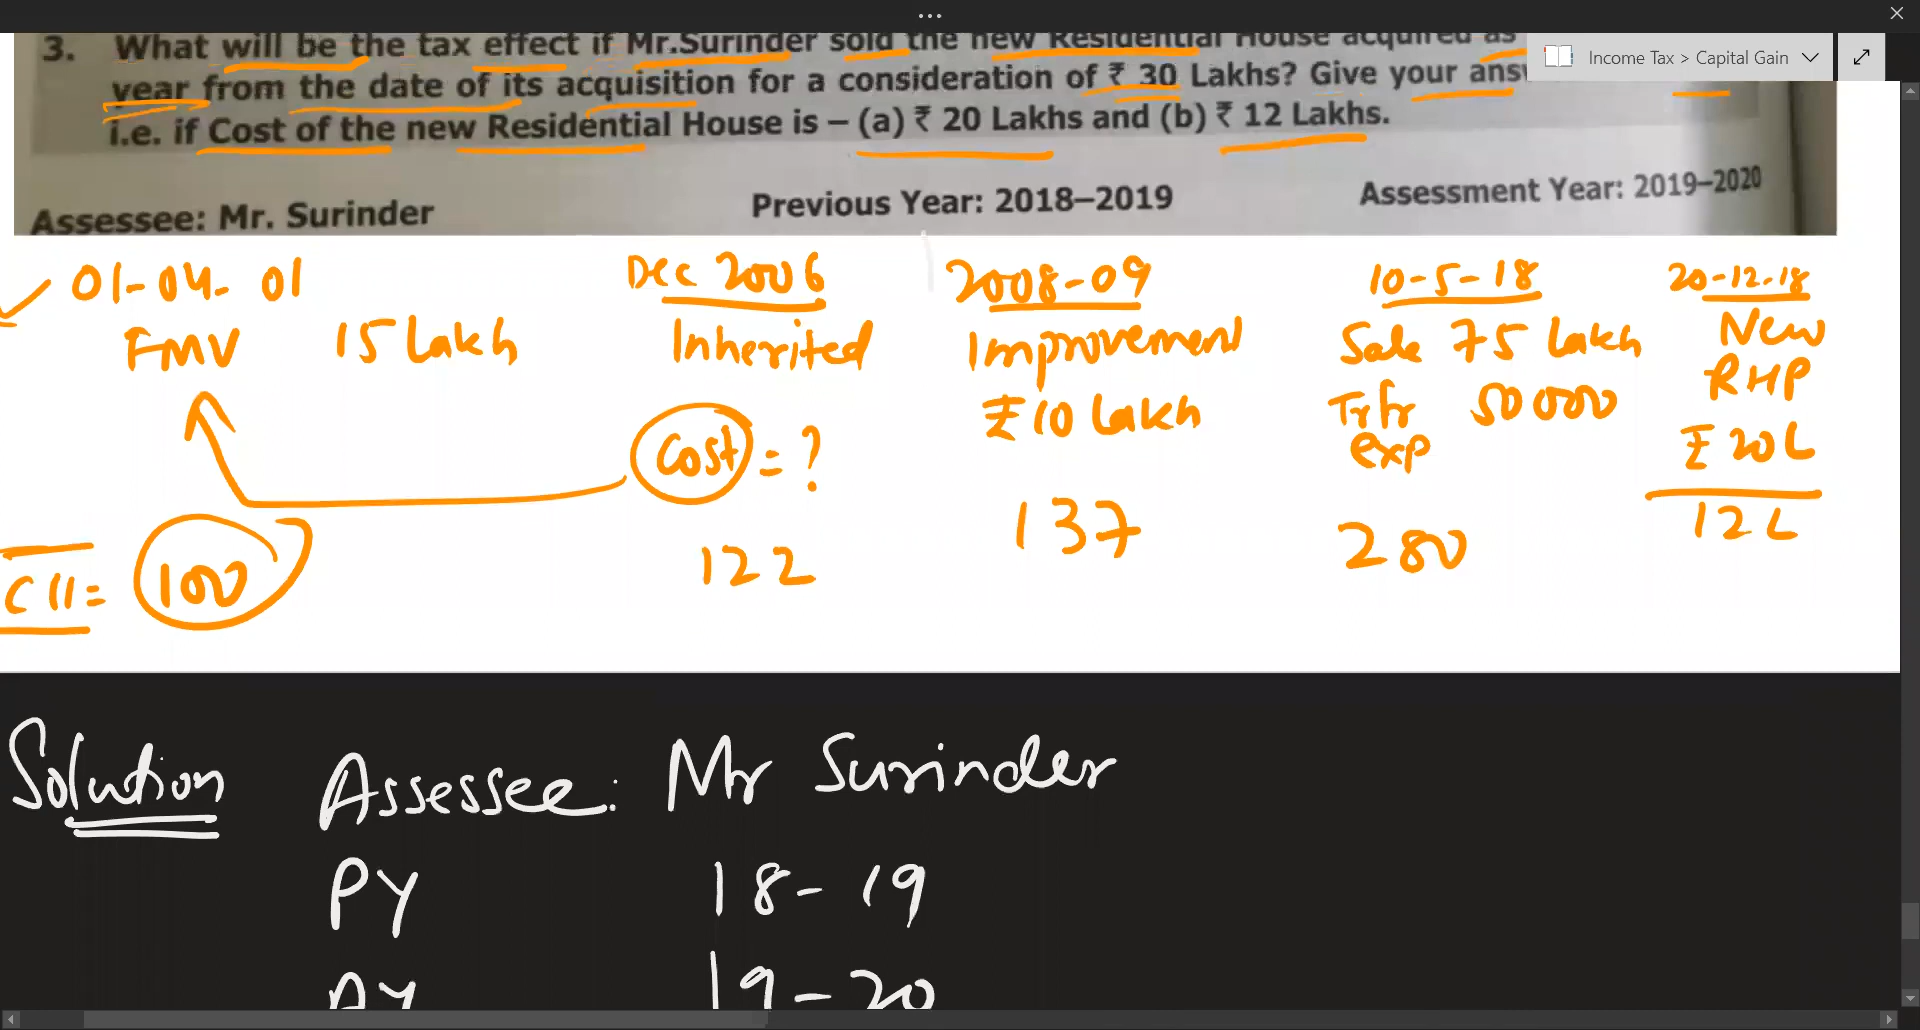 3. What will be the tax effect if Mr.Surinder sold the new Residential House acquired as
Income Tax > Capital Gain
year from the date of its acquisition for a consideration of ₹ 30 Lakhs? Give your
i.e. if Cost of the new Residential House is – (a) ₹ 20 Lakhs and (b) ₹ 12 Lakhs.
Assessee: Mr. Surinder Previous Year: 2018–2019 Assessment Year: 2019–2020
01-04-01 Dec 2006 2008-09 10-5-18 20-12-18
FMV 15 Lakh Inherited Improvement Sale 75 Lakh New
RHP
Cost = ? ₹10 Lakh Trfr exp 50000
₹ 20L
CII = 100 122 137 280 12L
Solution Assessee: Mr Surinder
PY 18-19
AY 19-20